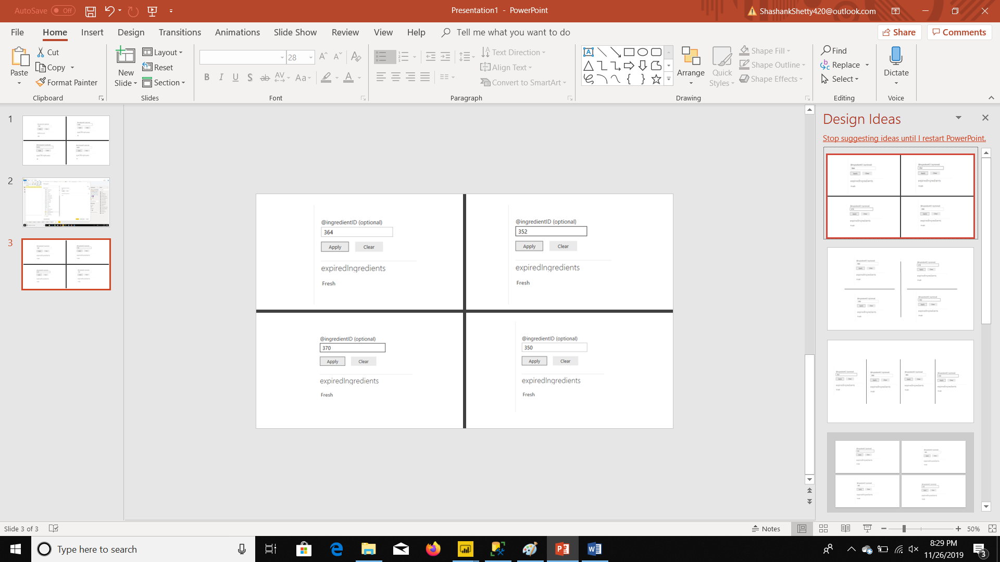 AutoSave Off
Presentation1 - PowerPoint
ShashankShetty420@outlook.com
File Home Insert Design Transitions Animations Slide Show Review View Help Tell me what you want to do
Share Comments
Paste
Cut
Copy
Format Painter
Clipboard
New
Slide
Layout
Reset
Section
Slides
28
B I U S ab AV Aa A
Font
Text Direction
Align Text
Convert to SmartArt
Paragraph
Arrange
Quick
Styles
Shape Fill
Shape Outline
Shape Effects
Drawing
Find
Replace
Select
Editing
Dictate
Voice
1
2
3
@ingredientID (optional)
364
Apply Clear
expiredIngredients
Fresh
@ingredientID (optional)
352
Apply Clear
expiredIngredients
Fresh
@ingredientID (optional)
370
Apply Clear
expiredIngredients
Fresh
@ingredientID (optional)
350
Apply Clear
expiredIngredients
Fresh
Design Ideas
Stop suggesting ideas until I restart PowerPoint.
Slide 3 of 3
Notes
50%
Type here to search
8:29 PM
11/26/2019
3